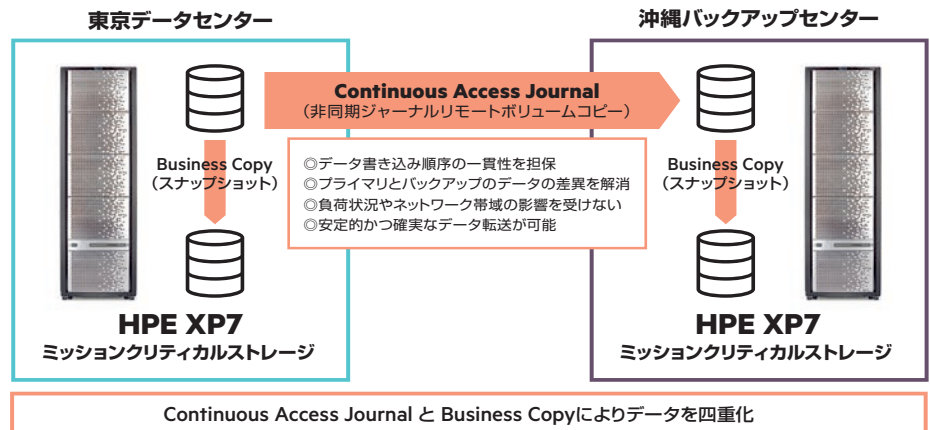 東京データセンター
沖縄バックアップセンター
Continuous Access Journal
（非同期ジャーナルリモートボリュームコピー）
Business Copy
（スナップショット）
◎データ書き込み順序の一貫性を担保
◎プライマリとバックアップのデータの差異を解消
◎負荷状況やネットワーク帯域の影響を受けない
◎安定的かつ確実なデータ転送が可能
Business Copy
（スナップショット）
HPE XP7
ミッションクリティカルストレージ
HPE XP7
ミッションクリティカルストレージ
Continuous Access Journal と Business Copyによりデータを四重化